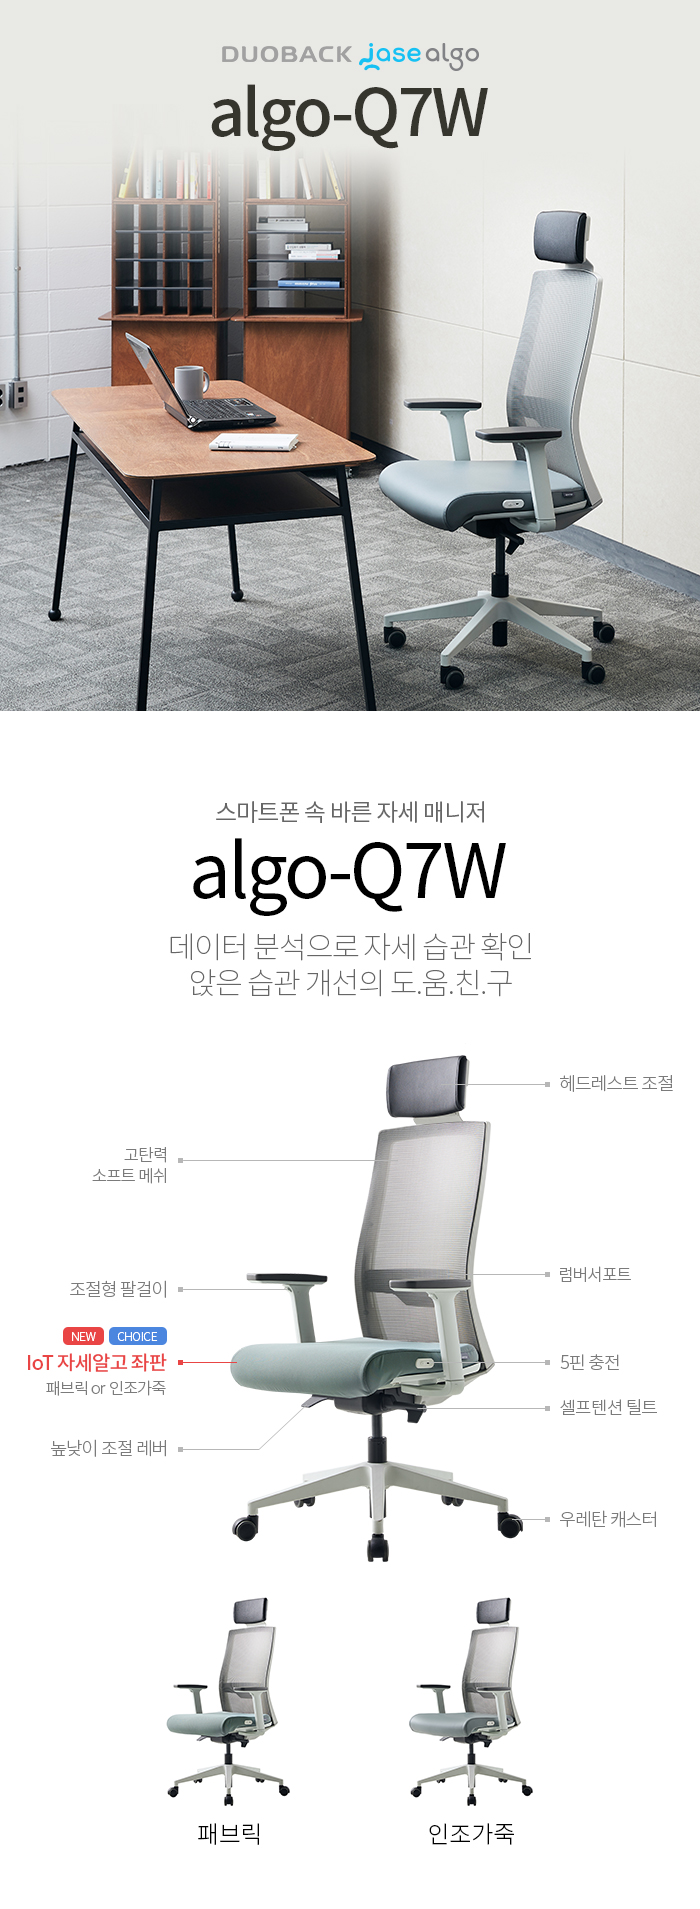 DUOBACK jase algo
algo-Q7W
스마트폰 속 바른 자세 매니저
algo-Q7W
데이터 분석으로 자세 습관 확인
앉은 습관 개선의 도.움.친.구
헤드레스트 조절
고탄력
소프트 메쉬
조절형 팔걸이
럼버서포트
NEW CHOICE
IoT 자세알고 좌판
패브릭 or 인조가죽
5핀 충전
셀프텐션 틸트
높낮이 조절 레버
우레탄 캐스터
패브릭
인조가죽